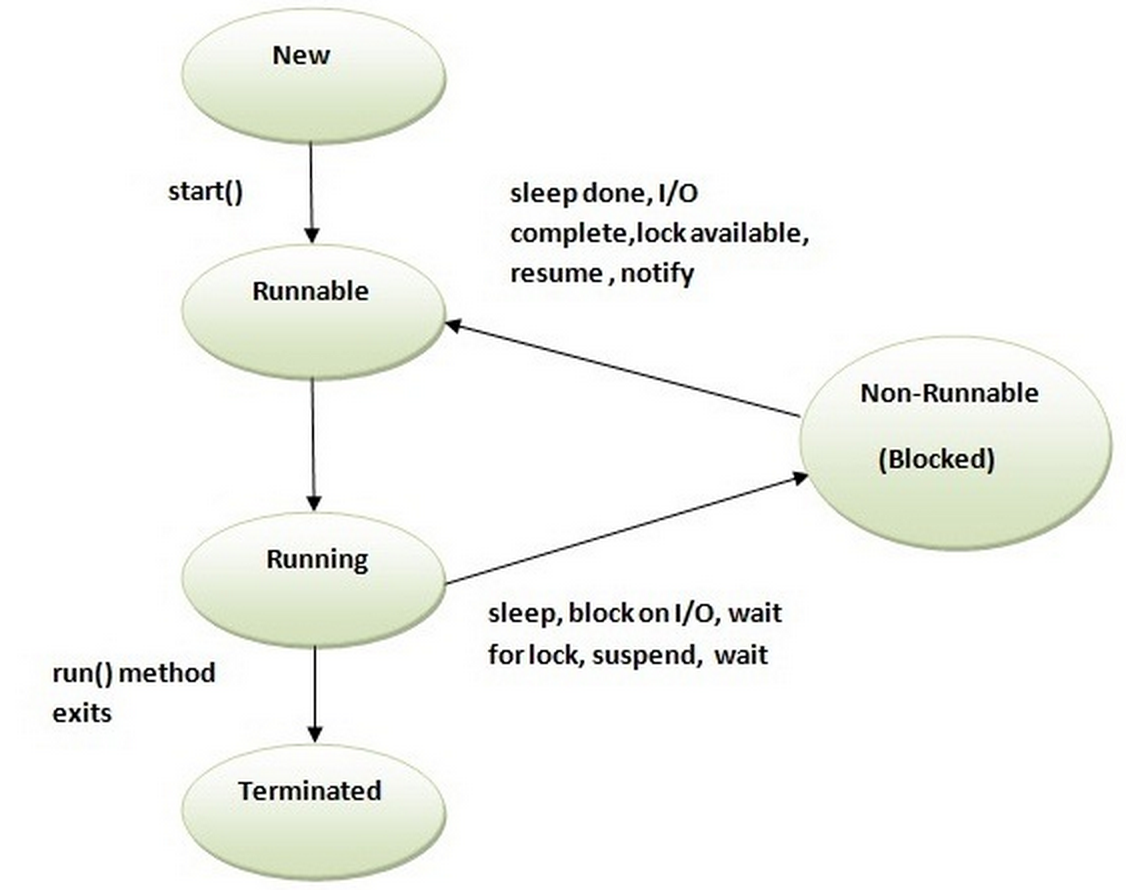 New
start()
sleep done, I/O
complete,lock available,
resume , notify
Runnable
Non-Runnable
(Blocked)
Running
sleep, block on I/O, wait
for lock, suspend, wait
run() method
exits
Terminated